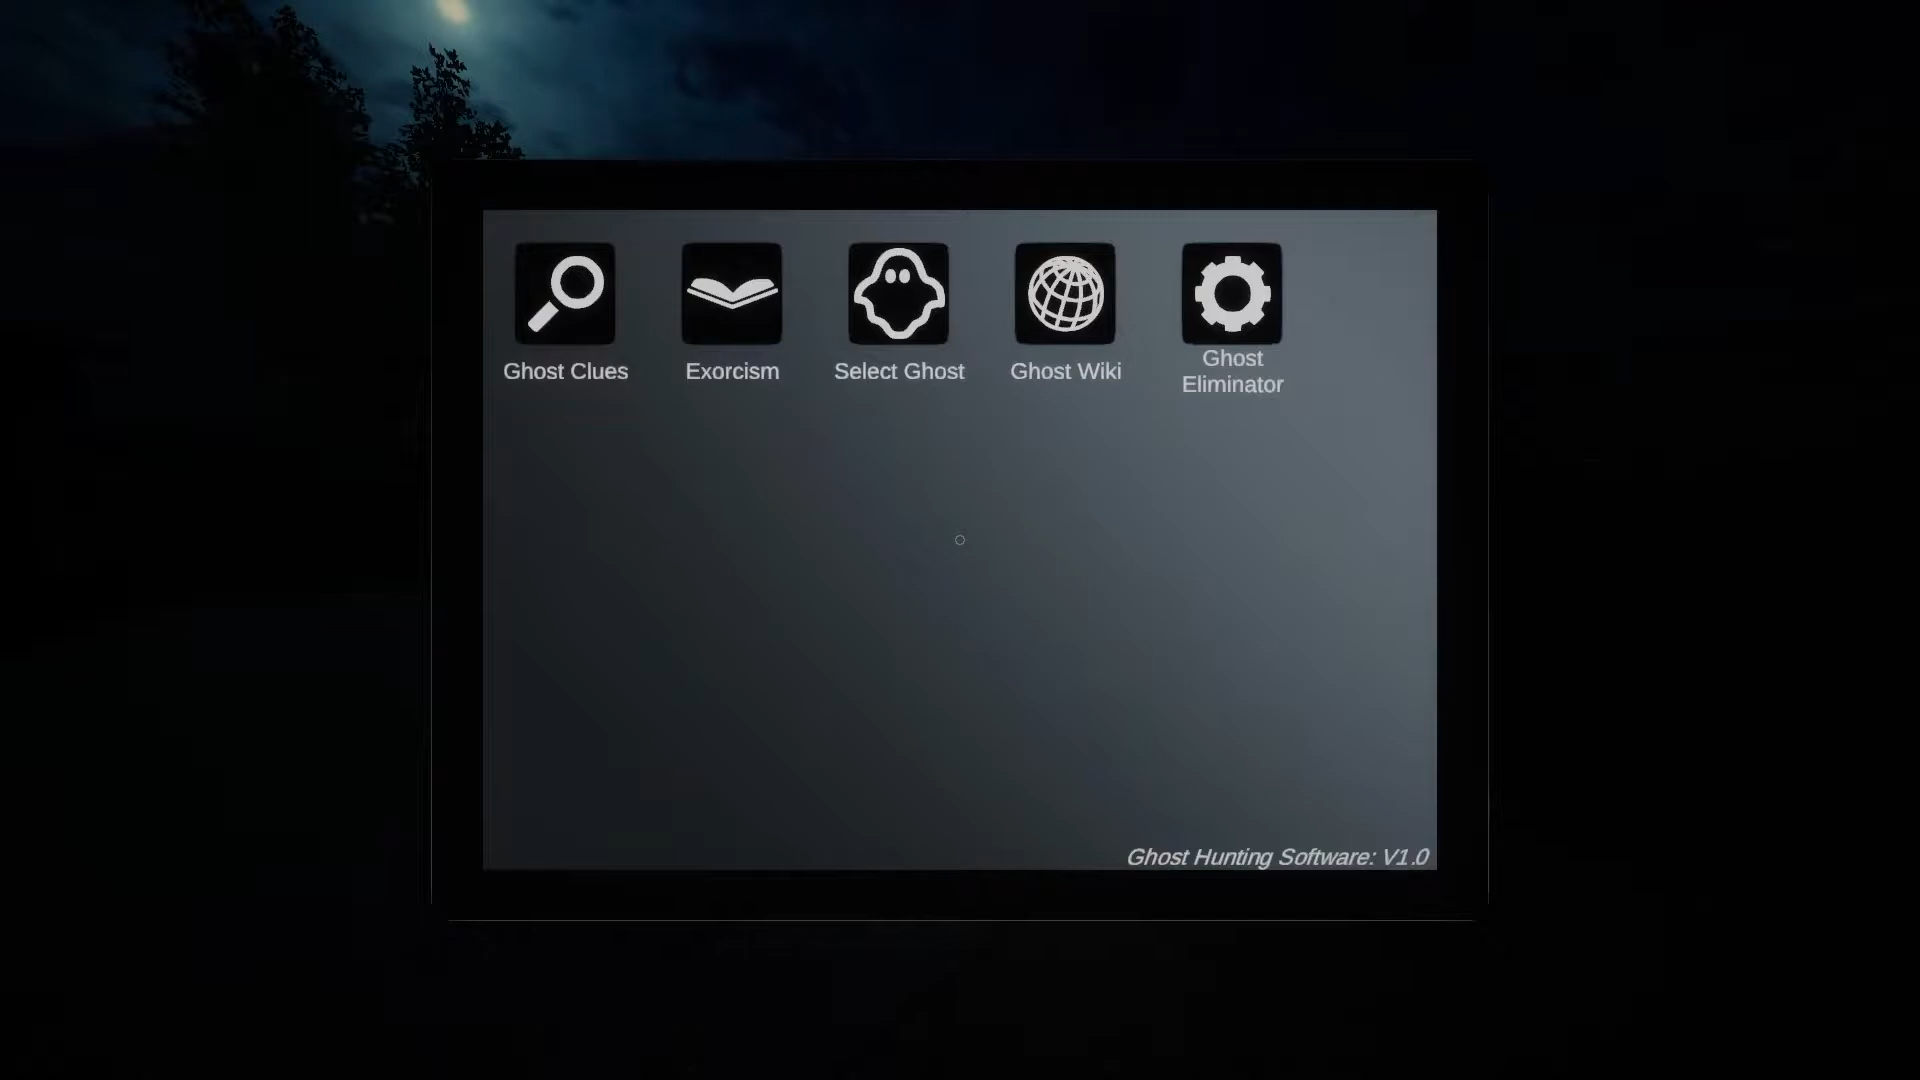 Ghost Clues
Exorcism
Select Ghost
Ghost Wiki
Ghost
Eliminator
Ghost Hunting Software: V1.0